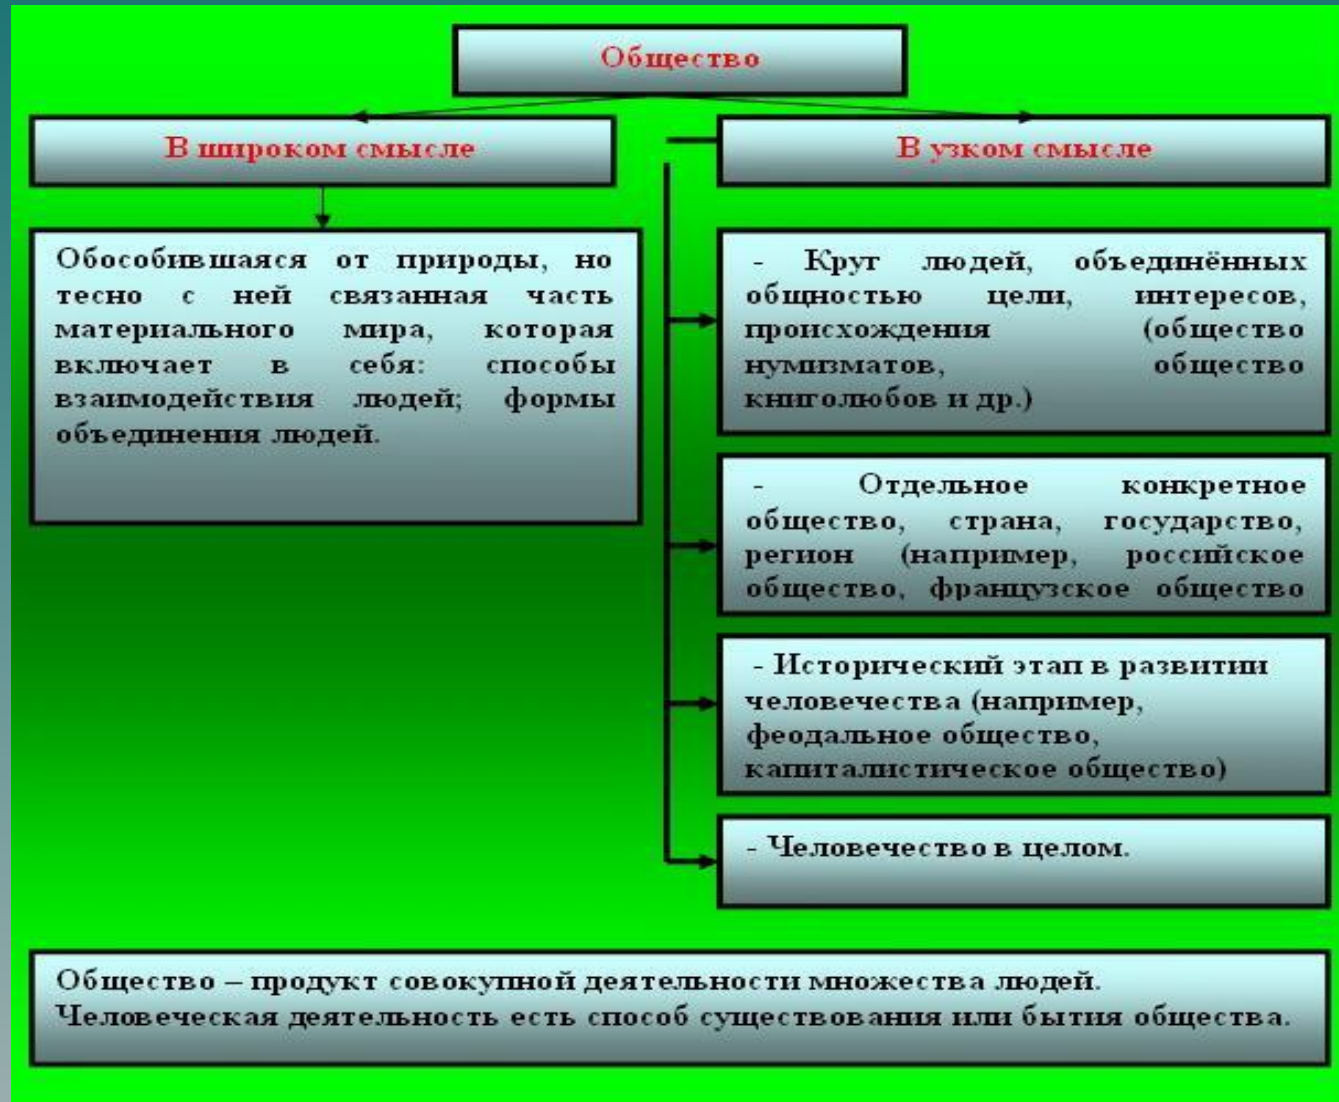 Общество
В широком смысле
В узком смысле
Обособившаяся от природы, но
тесно с ней связанная часть
материального мира, которая
включает в себя: способы
взаимодействия людей; формы
объединения людей.
- Круг людей, объединённых
общностью цели, интересов,
происхождения (общество
нумизматов, общество
книголюбов и др.)
- Отдельное конкретное
общество, страна, государство,
регион (например, российское
общество, французское общество
- Исторический этап в развитии
человечества (например,
феодальное общество,
капиталистическое общество)
- Человечество в целом.
Общество – продукт совокупной деятельности множества людей.
Человеческая деятельность есть способ существования или бытия общества.